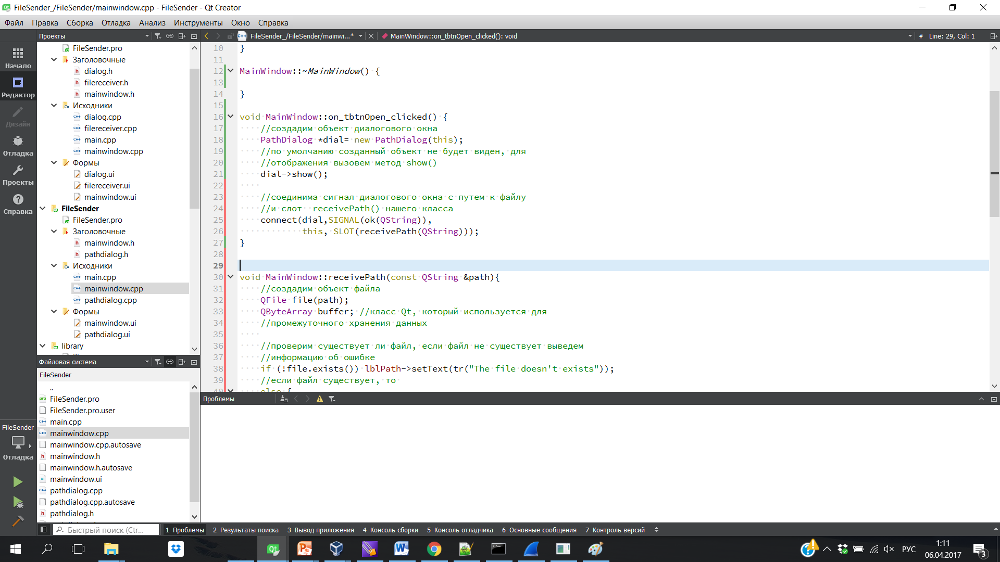 FileSender_/FileSender/mainwindow.cpp - FileSender - Qt Creator
Файл Правка Сборка Отладка Анализ Инструменты Окно Справка
Проекты
FileSender_/FileSender/mainwi...*
MainWindow::on_tbtnOpen_clicked(): void
# Line: 29, Col: 1
Начало
Редактор
Дизайн
Отладка
Проекты
Справка
FileSender
Отладка
FileSender.pro
Заголовочные
dialog.h
filereceiver.h
mainwindow.h
Исходники
dialog.cpp
filereceiver.cpp
main.cpp
mainwindow.cpp
Формы
dialog.ui
filereceiver.ui
mainwindow.ui
FileSender
FileSender.pro
Заголовочные
mainwindow.h
pathdialog.h
Исходники
main.cpp
mainwindow.cpp
pathdialog.cpp
Формы
mainwindow.ui
pathdialog.ui
library
Файловая система
FileSender
..
FileSender.pro
FileSender.pro.user
main.cpp
mainwindow.cpp
mainwindow.cpp.autosave
mainwindow.h
mainwindow.h.autosave
mainwindow.ui
pathdialog.cpp
pathdialog.cpp.autosave
pathdialog.h
10 }
11
12 MainWindow::~MainWindow() {
13
14 }
15
16 void MainWindow::on_tbtnOpen_clicked() {
17 //создадим объект диалогового окна
18 PathDialog *dial= new PathDialog(this);
19 //по умолчанию созданный объект не будет виден, для
20 //отображения вызовем метод show()
21 dial->show();
22
23 //соединима сигнал диалогового окна с путем к файлу
24 //и слот  receivePath() нашего класса
25 connect(dial,SIGNAL(ok(QString)),
26 this, SLOT(receivePath(QString)));
27 }
28
29
30 void MainWindow::receivePath(const QString &path){
31 //создадим объект файла
32 QFile file(path);
33 QByteArray buffer; //класс Qt, который используется для
34 //промежуточного хранения данных
35
36 //проверим существует ли файл, если файл не существует выведем
37 //информацию об ошибке
38 if (!file.exists()) lblPath->setText(tr("The file doesn't exists"));
39 //если файл существует, то
40 else {
Проблемы
Быстрый поиск (Ctr...
1 Проблемы 2 Результаты поиска 3 Вывод приложения 4 Консоль сборки 5 Консоль отладчика 6 Основные сообщения 7 Контроль версий
РУС
1:11
06.04.2017
3